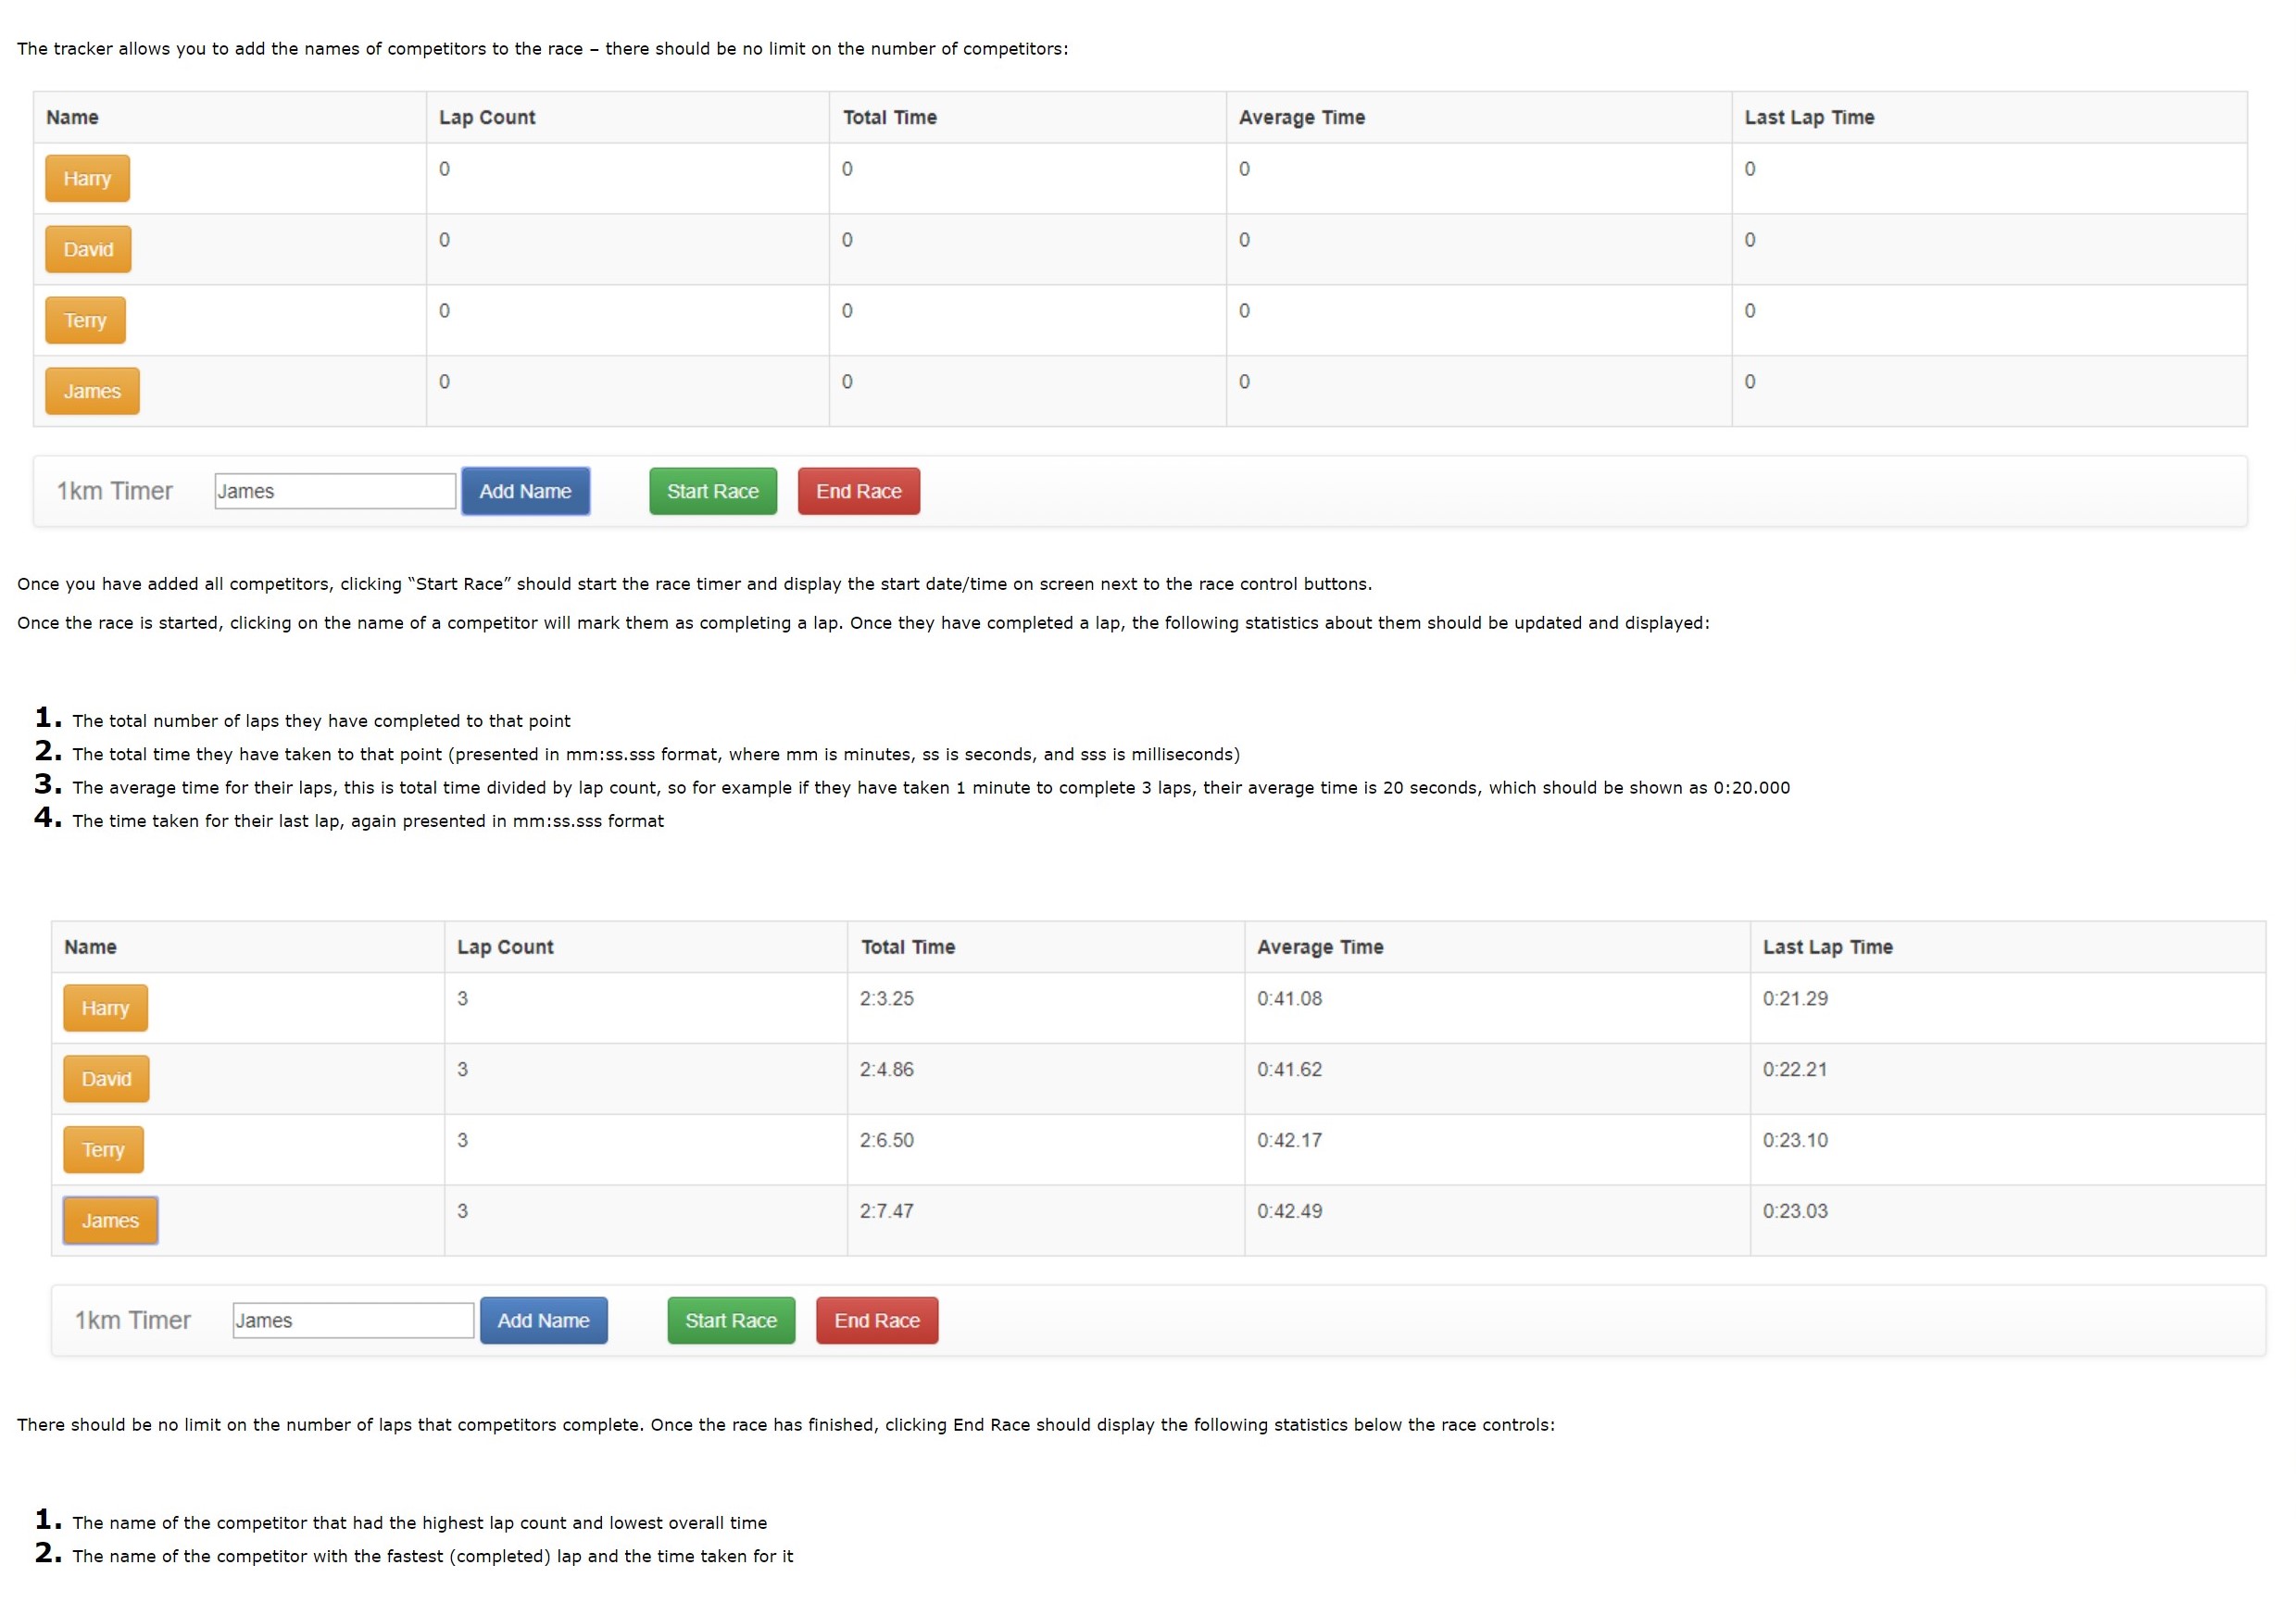 The tracker allows you to add the names of competitors to the race – there should be no limit on the number of competitors:
Name Lap Count Total Time Average Time Last Lap Time
Harry 0 0 0 0
David 0 0 0 0
Terry 0 0 0 0
James 0 0 0 0
1km Timer James Add Name Start Race End Race
Once you have added all competitors, clicking “Start Race” should start the race timer and display the start date/time on screen next to the race control buttons.
Once the race is started, clicking on the name of a competitor will mark them as completing a lap. Once they have completed a lap, the following statistics about them should be updated and displayed:
1. The total number of laps they have completed to that point
2. The total time they have taken to that point (presented in mm:ss.sss format, where mm is minutes, ss is seconds, and sss is milliseconds)
3. The average time for their laps, this is total time divided by lap count, so for example if they have taken 1 minute to complete 3 laps, their average time is 20 seconds, which should be shown as 0:20.000
4. The time taken for their last lap, again presented in mm:ss.sss format
Name Lap Count Total Time Average Time Last Lap Time
Harry 3 2:3.25 0:41.08 0:21.29
David 3 2:4.86 0:41.62 0:22.21
Terry 3 2:6.50 0:42.17 0:23.10
James 3 2:7.47 0:42.49 0:23.03
1km Timer James Add Name Start Race End Race
There should be no limit on the number of laps that competitors complete. Once the race has finished, clicking End Race should display the following statistics below the race controls:
1. The name of the competitor that had the highest lap count and lowest overall time
2. The name of the competitor with the fastest (completed) lap and the time taken for it